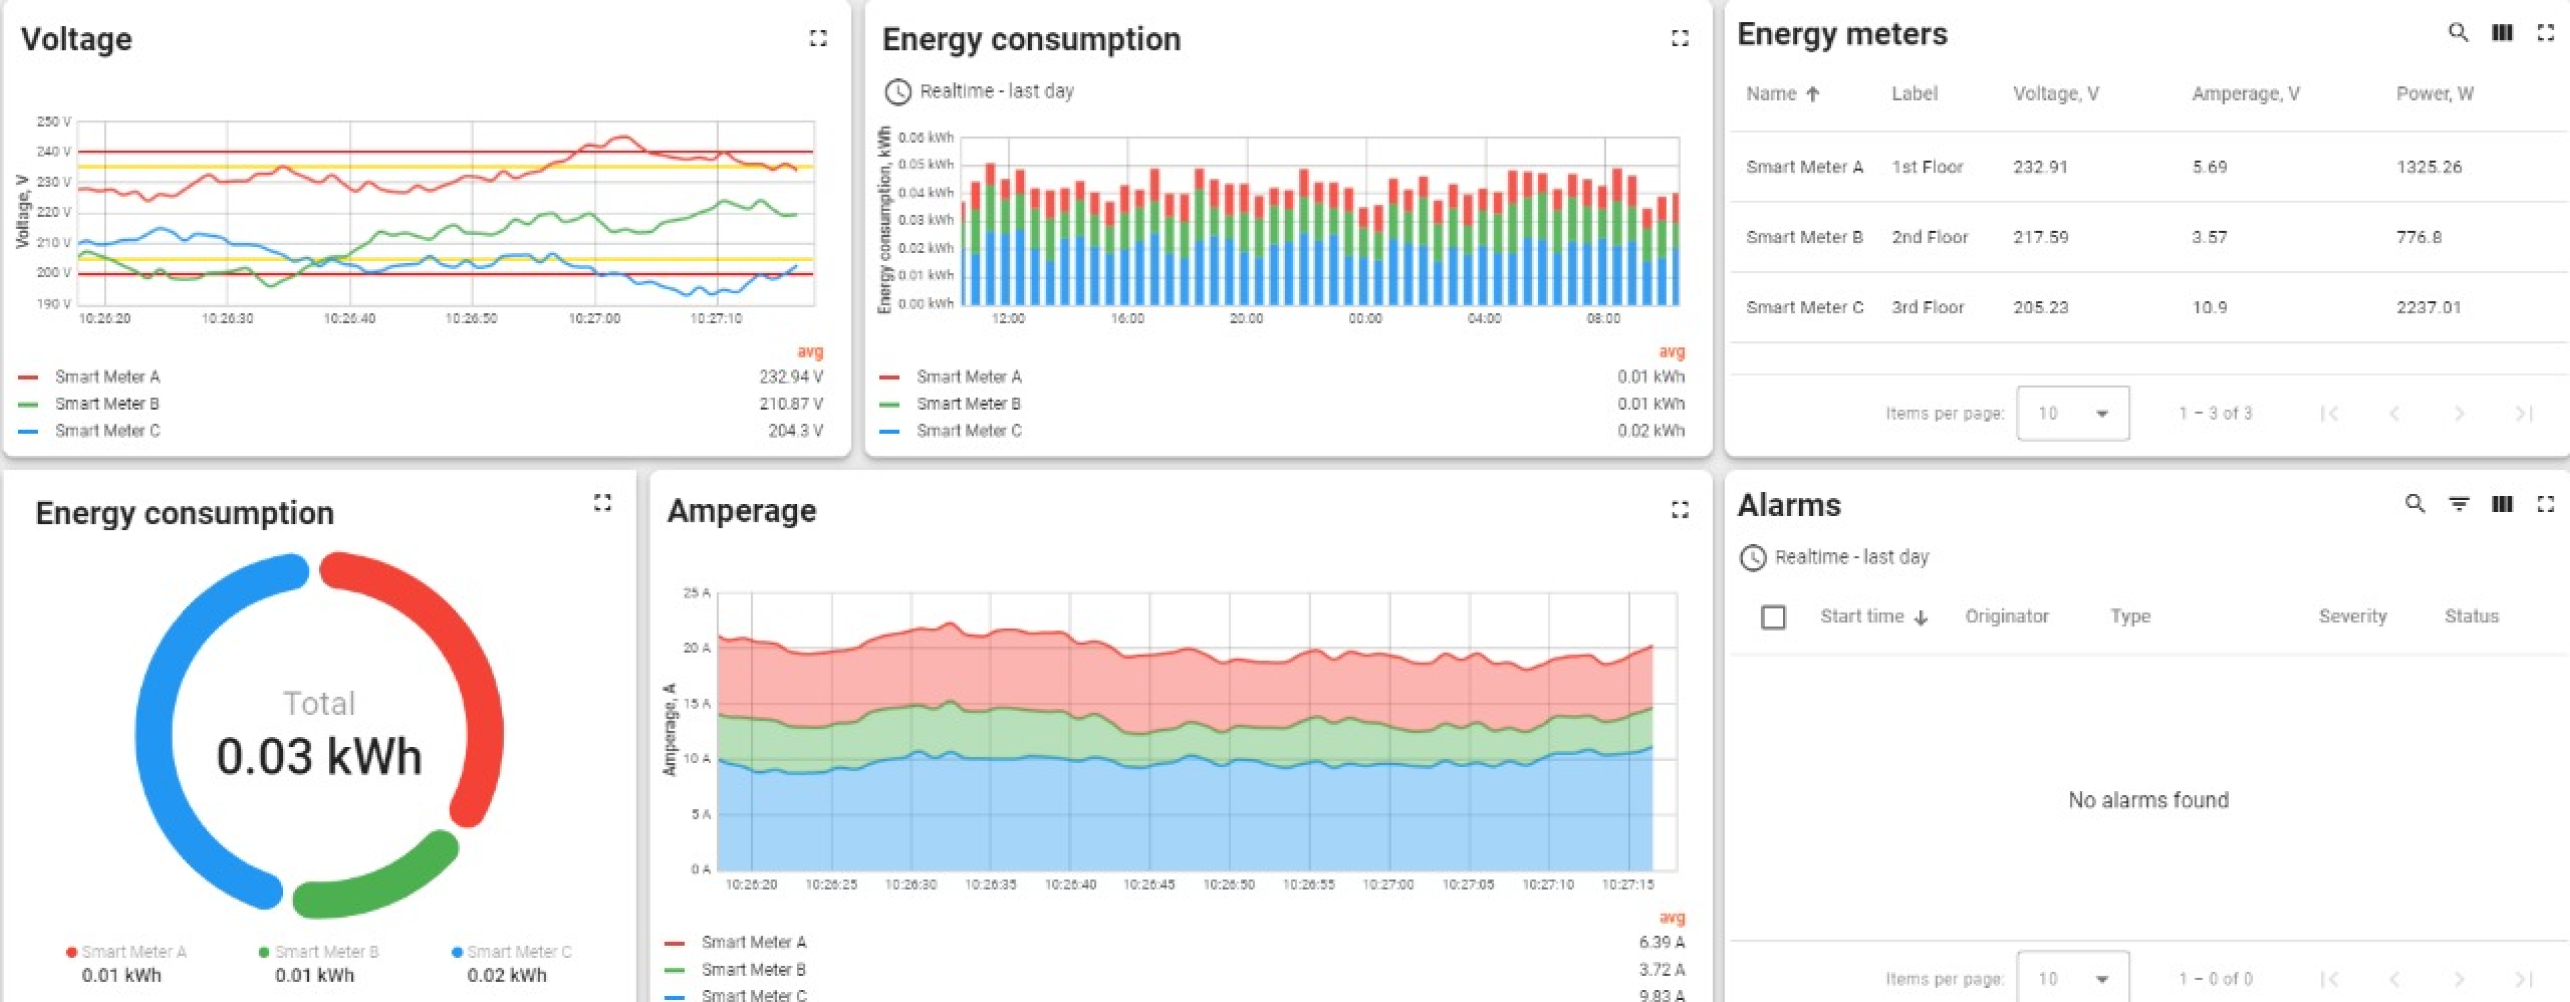 Voltage
Voltage, V
250 V
240 V
230 V
220 V
210 V
200 V
190 V
10:26:20 10:26:30 10:26:40 10:26:50 10:27:00 10:27:10
avg
Smart Meter A 232.94 V
Smart Meter B 210.87 V
Smart Meter C 204.3 V
Energy consumption
Realtime - last day
Energy consumption, kWh
0.06 kWh
0.05 kWh
0.04 kWh
0.03 kWh
0.02 kWh
0.01 kWh
0.00 kWh
12:00 16:00 20:00 00:00 04:00 08:00
avg
Smart Meter A 0.01 kWh
Smart Meter B 0.01 kWh
Smart Meter C 0.02 kWh
Energy meters
Name Label Voltage, V Amperage, V Power, W
Smart Meter A 1st Floor 232.91 5.69 1325.26
Smart Meter B 2nd Floor 217.59 3.57 776.8
Smart Meter C 3rd Floor 205.23 10.9 2237.01
Items per page: 10 1 – 3 of 3
Energy consumption
Total
0.03 kWh
Smart Meter A Smart Meter B Smart Meter C
0.01 kWh 0.01 kWh 0.02 kWh
Amperage
Amperage, A
25 A
20 A
15 A
10 A
5 A
0 A
10:26:20 10:26:25 10:26:30 10:26:35 10:26:40 10:26:45 10:26:50 10:26:55 10:27:00 10:27:05 10:27:10 10:27:15
avg
Smart Meter A 6.39 A
Smart Meter B 3.72 A
Smart Meter C 9.83 A
Alarms
Realtime - last day
Start time Originator Type Severity Status
No alarms found
Items per page: 10 1 – 0 of 0